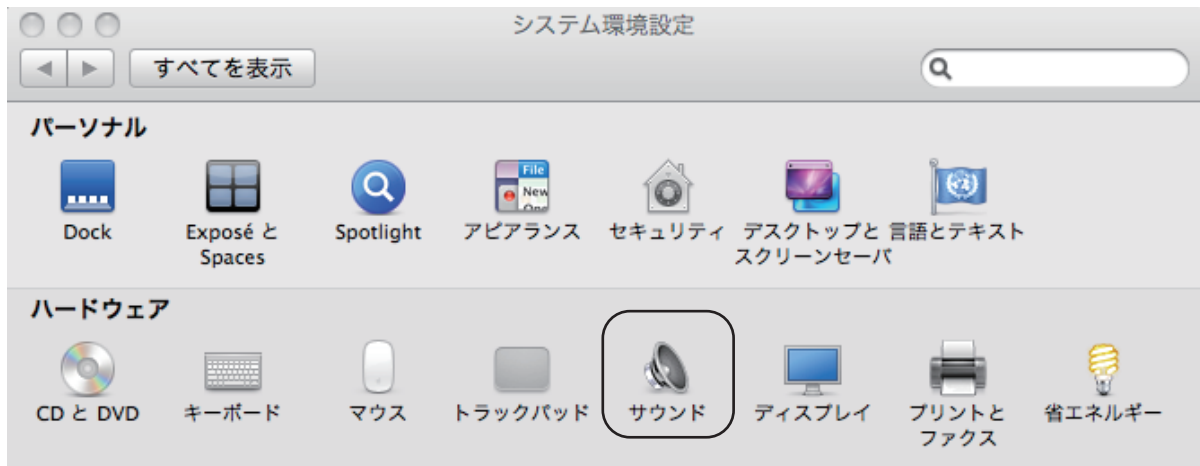 システム環境設定
すべてを表示
パーソナル
File
New
Dock
Exposé と
Spaces
Spotlight
アピアランス
セキュリティ
デスクトップと
スクリーンセーバ
言語とテキスト
ハードウェア
CD と DVD
キーボード
マウス
トラックパッド
サウンド
ディスプレイ
プリントと
ファクス
省エネルギー